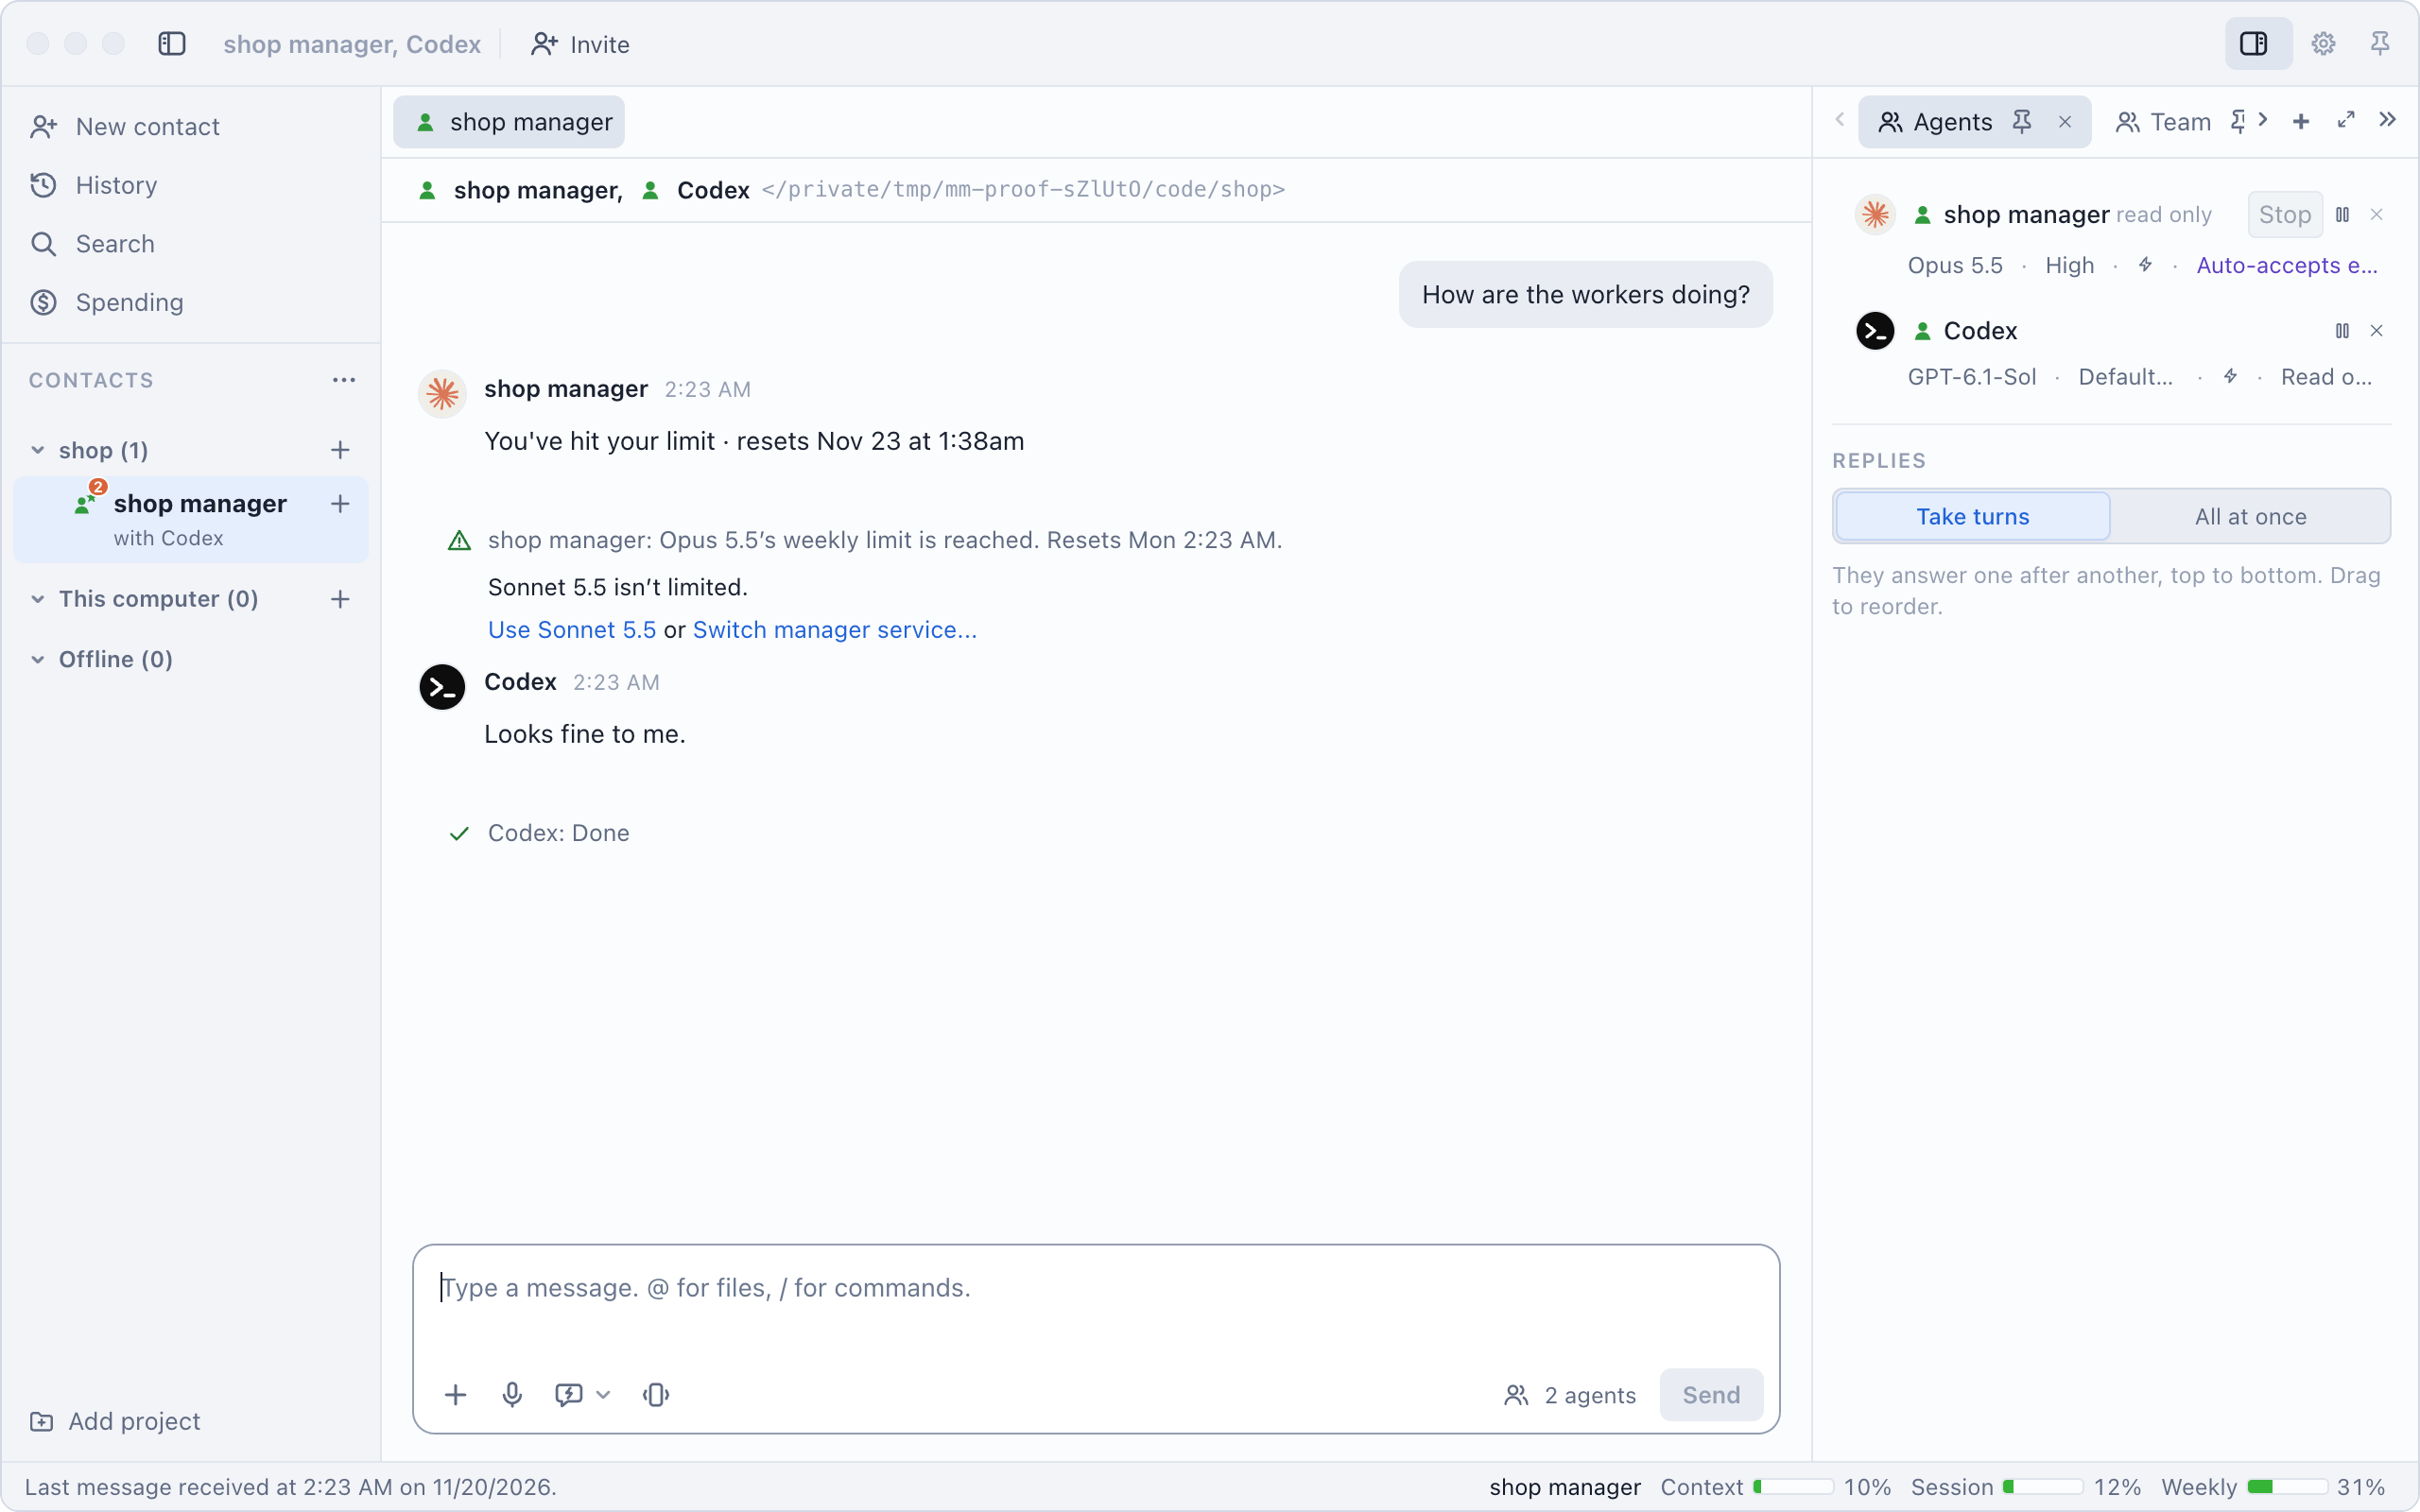 shop manager, Codex
Invite
New contact
History
Search
Spending
CONTACTS
shop (1)
2
shop manager
with Codex
This computer (0)
Offline (0)
Add project
shop manager
shop manager, Codex </private/tmp/mm-proof-sZlUtO/code/shop>
How are the workers doing?
shop manager 2:23 AM
You've hit your limit · resets Nov 23 at 1:38am
shop manager: Opus 5.5’s weekly limit is reached. Resets Mon 2:23 AM.
Sonnet 5.5 isn’t limited.
Use Sonnet 5.5 or Switch manager service...
Codex 2:23 AM
Looks fine to me.
Codex: Done
Type a message. @ for files, / for commands.
2 agents Send
Agents Team
shop manager read only Stop
Opus 5.5 · High · · Auto-accepts e...
Codex
GPT-6.1-Sol · Default... · · Read o...
REPLIES
Take turns All at once
They answer one after another, top to bottom. Drag
to reorder.
Last message received at 2:23 AM on 11/20/2026.
shop manager Context 10% Session 12% Weekly 31%